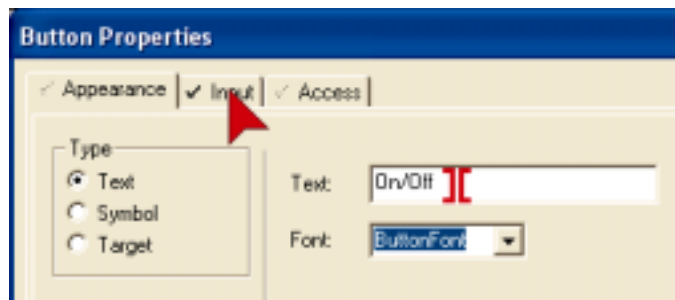 Button Properties
Appearance Input Access
Type
Text
Symbol
Target
Text: On/Off
Font: ButtonFont